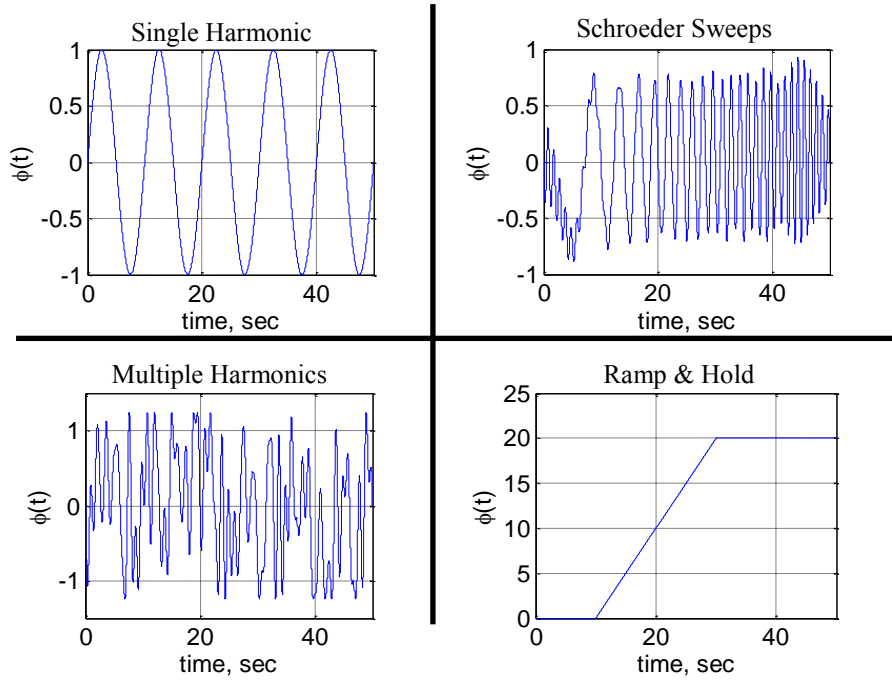 Single Harmonic
1
0.5
0
-0.5
-1
ϕ(t)
0 20 40
time, sec
Schroeder Sweeps
1
0.5
0
-0.5
-1
ϕ(t)
0 20 40
time, sec
Multiple Harmonics
1
0
-1
ϕ(t)
0 20 40
time, sec
Ramp & Hold
25
20
15
10
5
0
ϕ(t)
0 20 40
time, sec